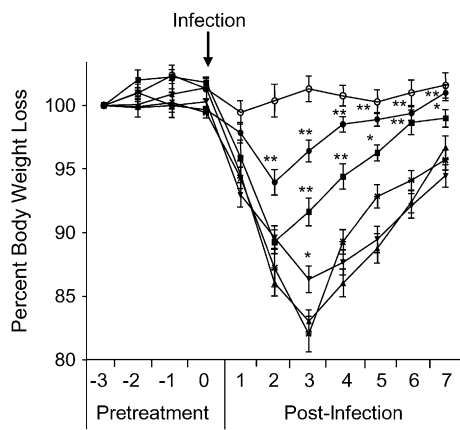 Infection
Percent Body Weight Loss
100
95
90
85
80
** ** ** ** ** **
** ** * ** *
*
-3 -2 -1 0 1 2 3 4 5 6 7
Pretreatment Post-Infection